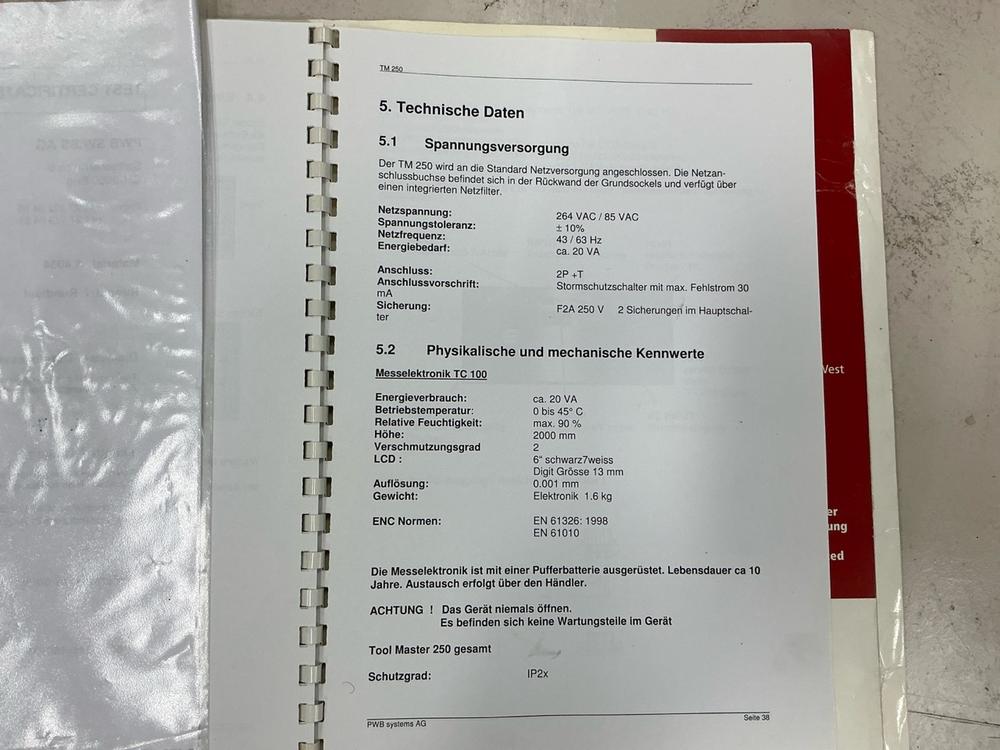 TM 250
5. Technische Daten
5.1 Spannungsversorgung
Der TM 250 wird an die Standard Netzversorgung angeschlossen. Die Netzan-
schlussbuchse befindet sich in der Rückwand der Grundsockels und verfügt über
einen integrierten Netzfilter.
Netzspannung: 264 VAC / 85 VAC
Spannungstoleranz: ± 10%
Netzfrequenz: 43 / 63 Hz
Energiebedarf: ca. 20 VA
Anschluss: 2P +T
Anschlussvorschrift: Stormschutzschalter mit max. Fehlstrom 30
mA
Sicherung: F2A 250 V 2 Sicherungen im Hauptschal-
ter
5.2 Physikalische und mechanische Kennwerte
Messelektronik TC 100
Energieverbrauch: ca. 20 VA
Betriebstemperatur: 0 bis 45° C
Relative Feuchtigkeit: max. 90 %
Höhe: 2000 mm
Verschmutzungsgrad 2
LCD : 6" schwarz7weiss
Digit Grösse 13 mm
Auflösung: 0.001 mm
Gewicht: Elektronik 1.6 kg
ENC Normen: EN 61326: 1998
EN 61010
Die Messelektronik ist mit einer Pufferbatterie ausgerüstet. Lebensdauer ca 10
Jahre. Austausch erfolgt über den Händler.
ACHTUNG ! Das Gerät niemals öffnen.
Es befinden sich keine Wartungsteile im Gerät
Tool Master 250 gesamt
Schutzgrad: IP2x
PWB systems AG Seite 38
West
er
ung
ed